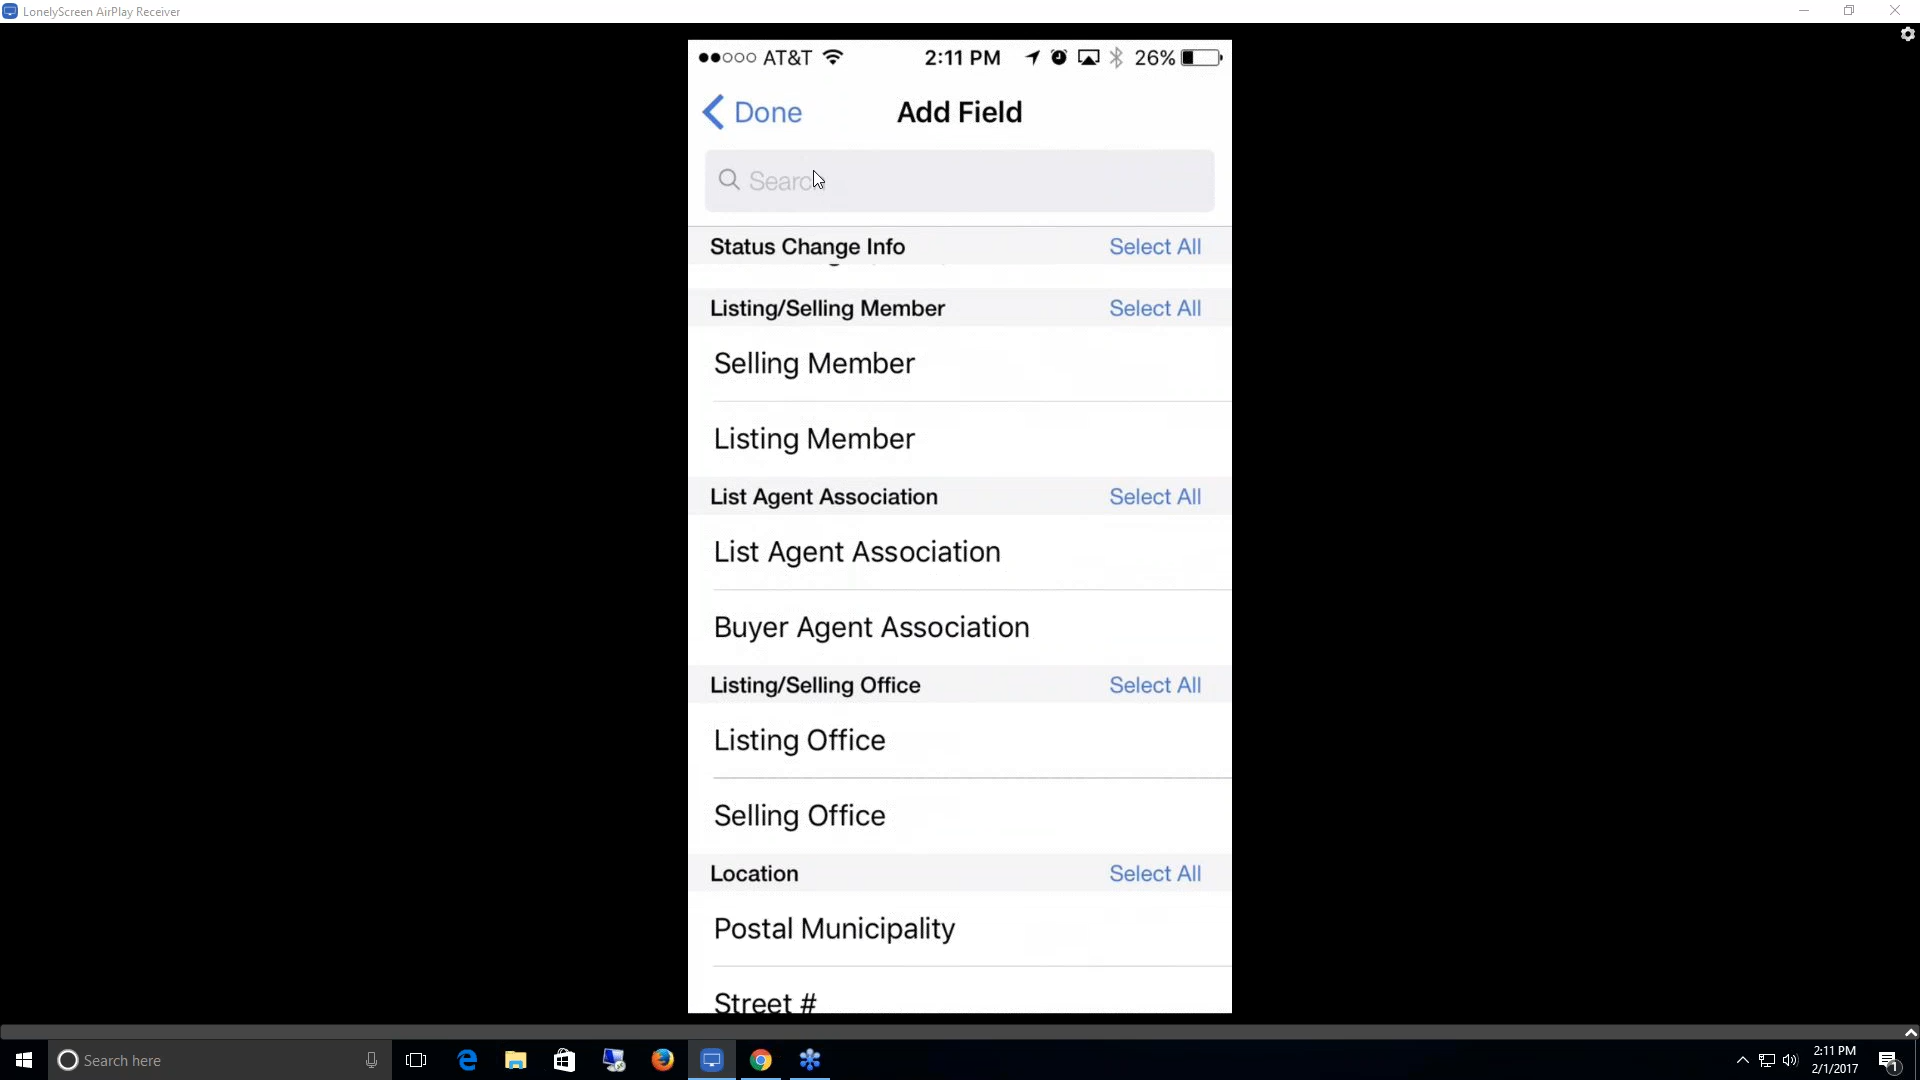 LonelyScreen AirPlay Receiver
AT&T 2:11 PM 26%
Done Add Field
Search
Status Change Info Select All
Listing/Selling Member Select All
Selling Member
Listing Member
List Agent Association Select All
List Agent Association
Buyer Agent Association
Listing/Selling Office Select All
Listing Office
Selling Office
Location Select All
Postal Municipality
Street #
Search here
2:11 PM
2/1/2017
1